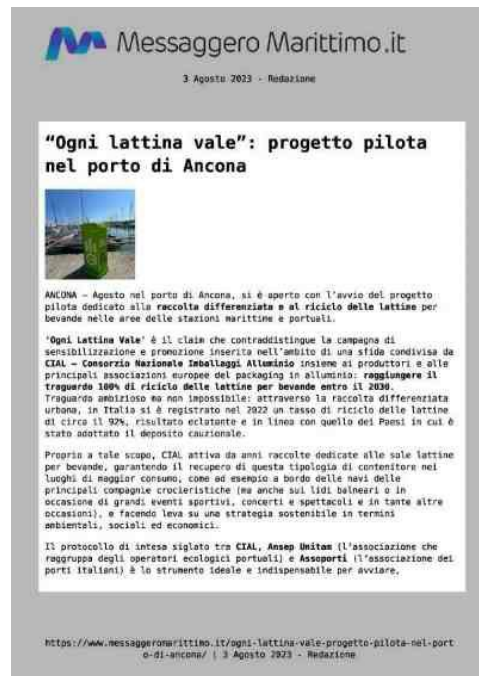 Messaggero Marittimo.it
3 Agosto 2023 - Redazione
“Ogni lattina vale”: progetto pilota
nel porto di Ancona
ANCONA – Agosto nel porto di Ancona, si è aperto con l'avvio del progetto
pilota dedicato alla raccolta differenziata e al riciclo delle lattine per
bevande nelle aree delle stazioni marittime e portuali.
'Ogni Lattina Vale' è il claim che contraddistingue la campagna di
sensibilizzazione e promozione inserita nell'ambito di una sfida condivisa da
CIAL – Consorzio Nazionale Imballaggi Alluminio insieme ai produttori e alle
principali associazioni europee del packaging in alluminio: raggiungere il
traguardo 100% di riciclo delle lattine per bevande entro il 2030.
Traguardo ambizioso ma non impossibile: attraverso la raccolta differenziata
urbana, in Italia si è registrato nel 2022 un tasso di riciclo delle lattine
di circa il 92%, risultato eclatante e in linea con quello dei Paesi in cui è
stato adottato il deposito cauzionale.
Proprio a tale scopo, CIAL attiva da anni raccolte dedicate alle sole lattine
per bevande, garantendo il recupero di questa tipologia di contenitore nei
luoghi di maggior consumo, come ad esempio a bordo delle navi delle
principali compagnie crocieristiche (ma anche sui lidi balneari o in
occasione di grandi eventi sportivi, concerti e spettacoli e in tante altre
occasioni), e facendo leva su una strategia sostenibile in termini
ambientali, sociali ed economici.
Il protocollo di intesa siglato tra CIAL, Ansep Unitam (l'associazione che
raggruppa degli operatori ecologici portuali) e Assoporti (l'associazione dei
porti italiani) è lo strumento ideale e indispensabile per avviare,
https://www.messaggeromarittimo.it/ogni-lattina-vale-progetto-pilota-nel-port
o-di-ancona/ | 3 Agosto 2023 - Redazione